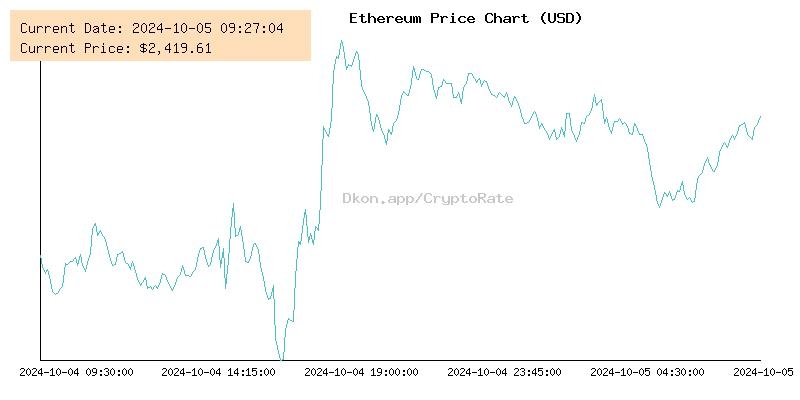 Ethereum Price Chart (USD)
Current Date: 2024-10-05 09:27:04
Current Price: $2,419.61
Dkon.app/CryptoRate
2024-10-04 09:30:00
2024-10-04 14:15:00
2024-10-04 19:00:00
2024-10-04 23:45:00
2024-10-05 04:30:00
2024-10-05